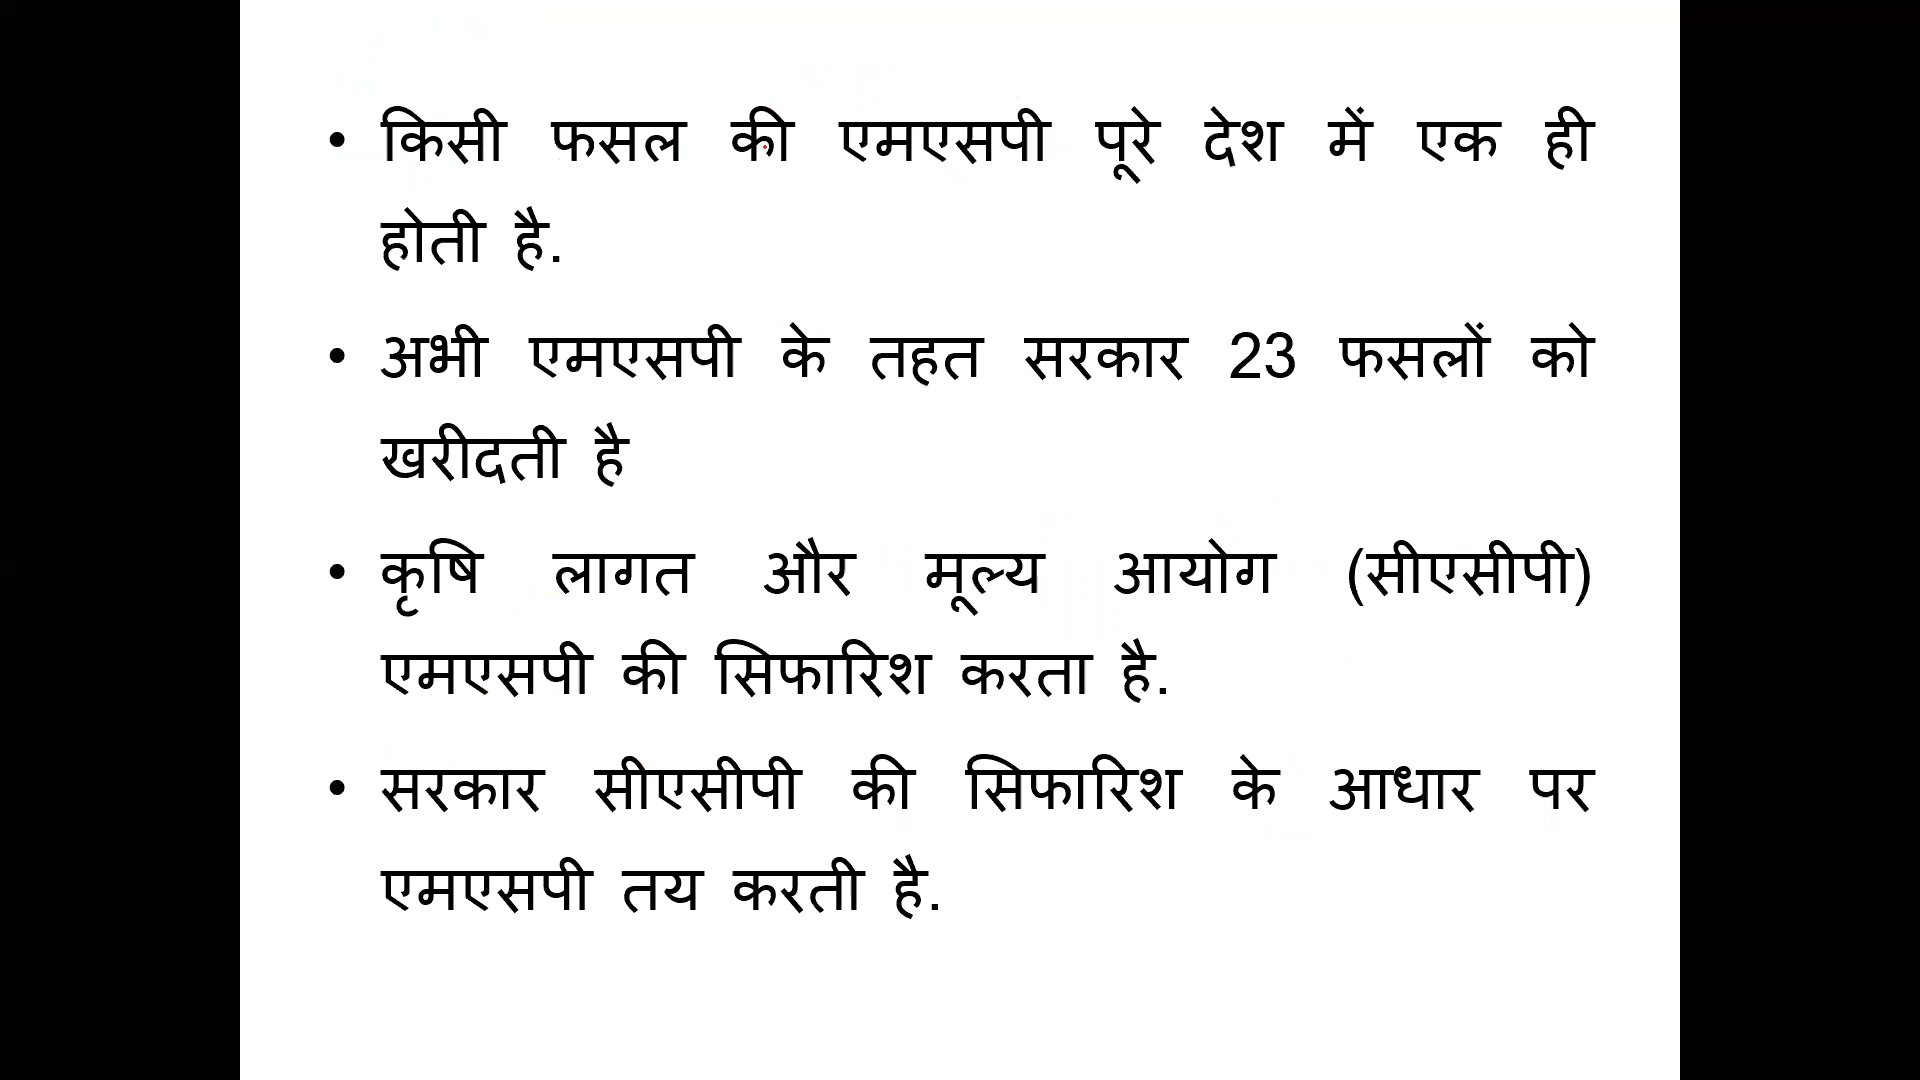 • किसी फसल की एमएसपी पूरे देश में एक ही
होती है.
• अभी एमएसपी के तहत सरकार 23 फसलों को
खरीदती है
• कृषि लागत और मूल्य आयोग (सीएसीपी)
एमएसपी की सिफारिश करता है.
• सरकार सीएसीपी की सिफारिश के आधार पर
एमएसपी तय करती है.